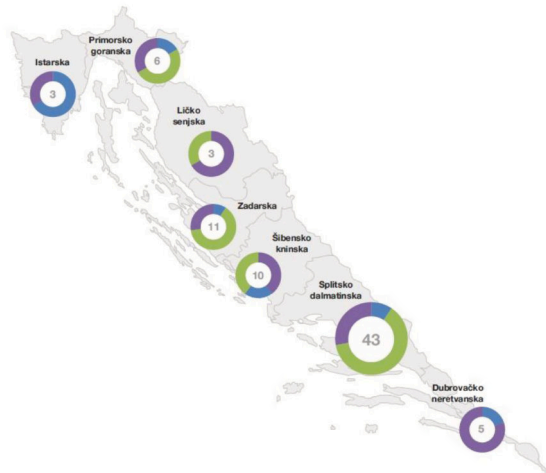 Primorsko
goranska
6
Istarska
3
Ličko
senjska
3
Zadarska
11
Šibensko
kninska
10
Splitsko
dalmatinska
43
Dubrovačko
neretvanska
5